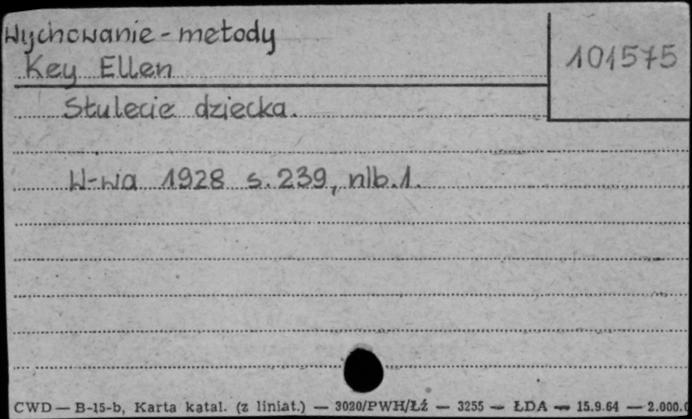 Wychowanie - metody
Key Ellen
101575
Stulecie dziecka.
W-wa 1928 s. 239, nlb. 1.
CWD — B-15-b, Karta katal. (z liniat.) — 3020/PWH/Łź — 3255 — ŁDA — 15.9.64 — 2.000.0